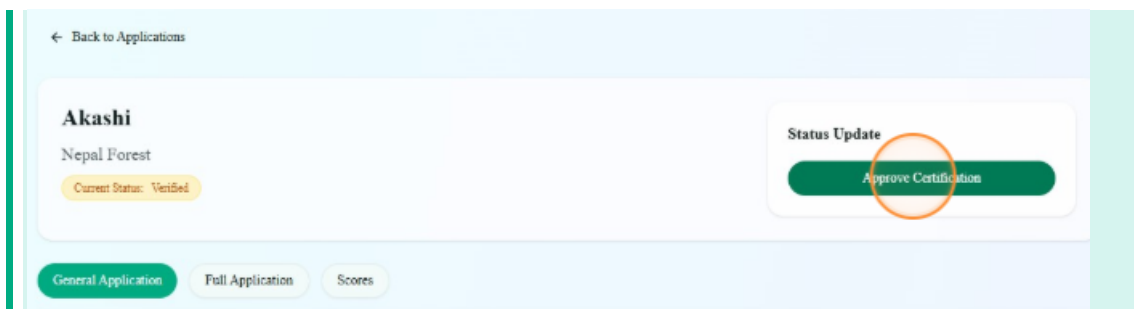 ← Back to Applications
Akashi
Nepal Forest
Current Status: Verified
Status Update
Approve Certification
General Application
Full Application
Scores